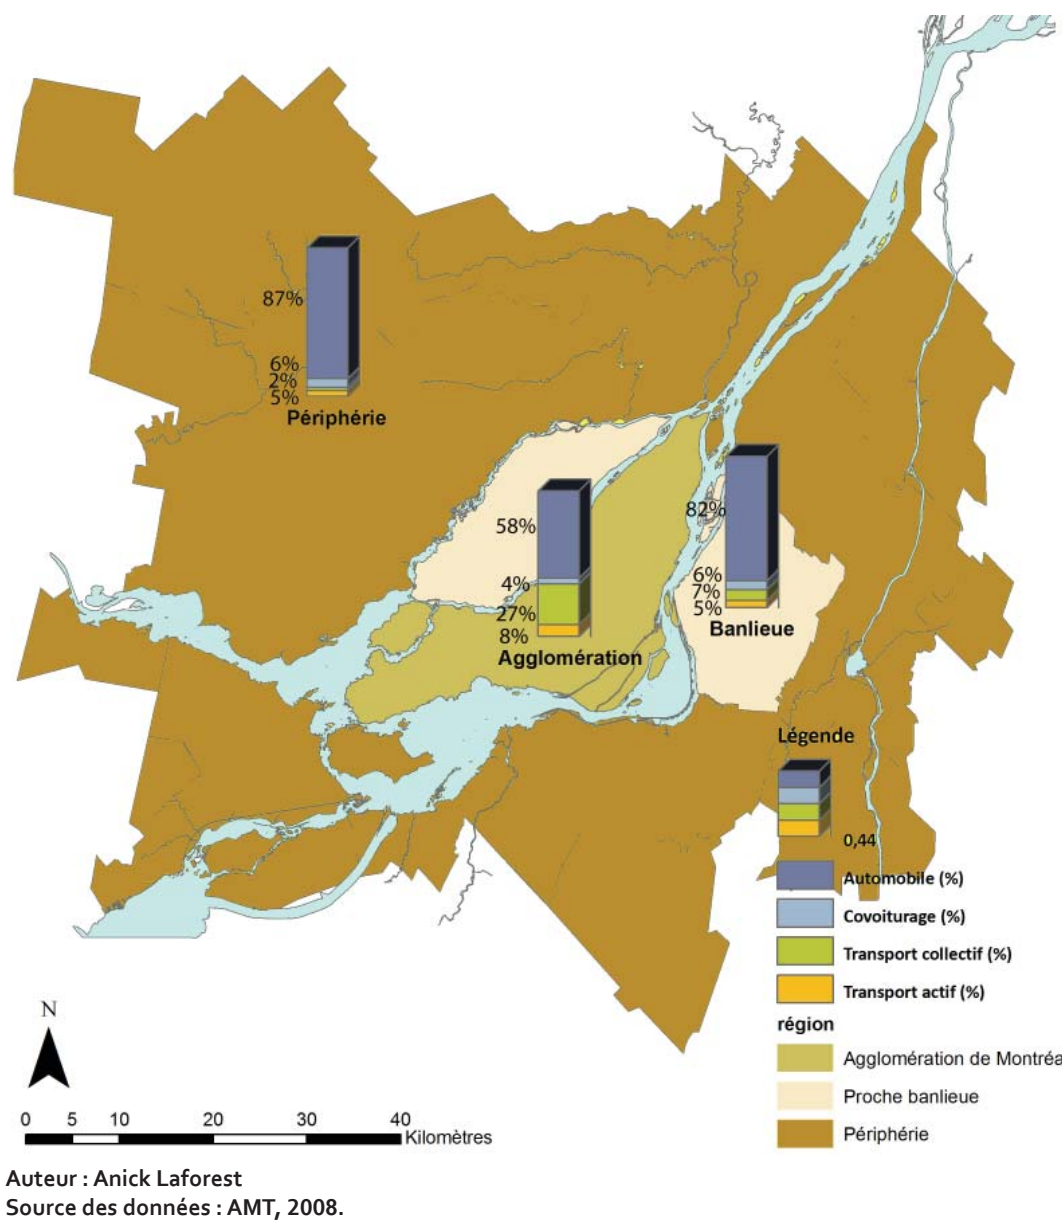 87%
6%
2%
5%
Périphérie
58%
4%
27%
8%
Agglomération
82%
6%
7%
5%
Banlieue
Légende
0,44
Automobile (%)
Covoiturage (%)
Transport collectif (%)
Transport actif (%)
région
Agglomération de Montréa
Proche banlieue
Périphérie
N
0 5 10 20 30 40
Kilomètres
Auteur : Anick Laforest
Source des données : AMT, 2008.